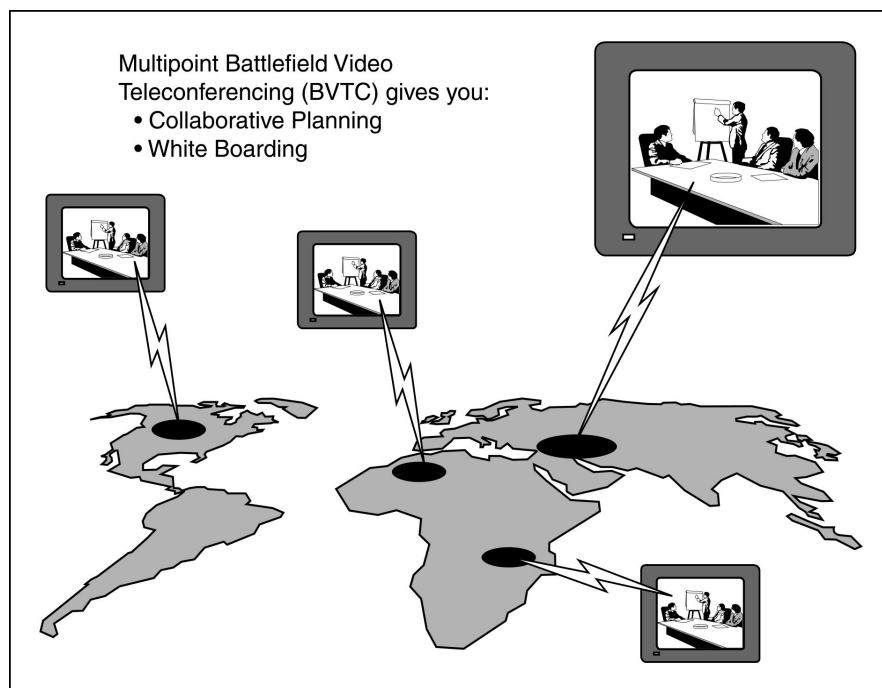 Multipoint Battlefield Video
Teleconferencing (BVTC) gives you:
• Collaborative Planning
• White Boarding